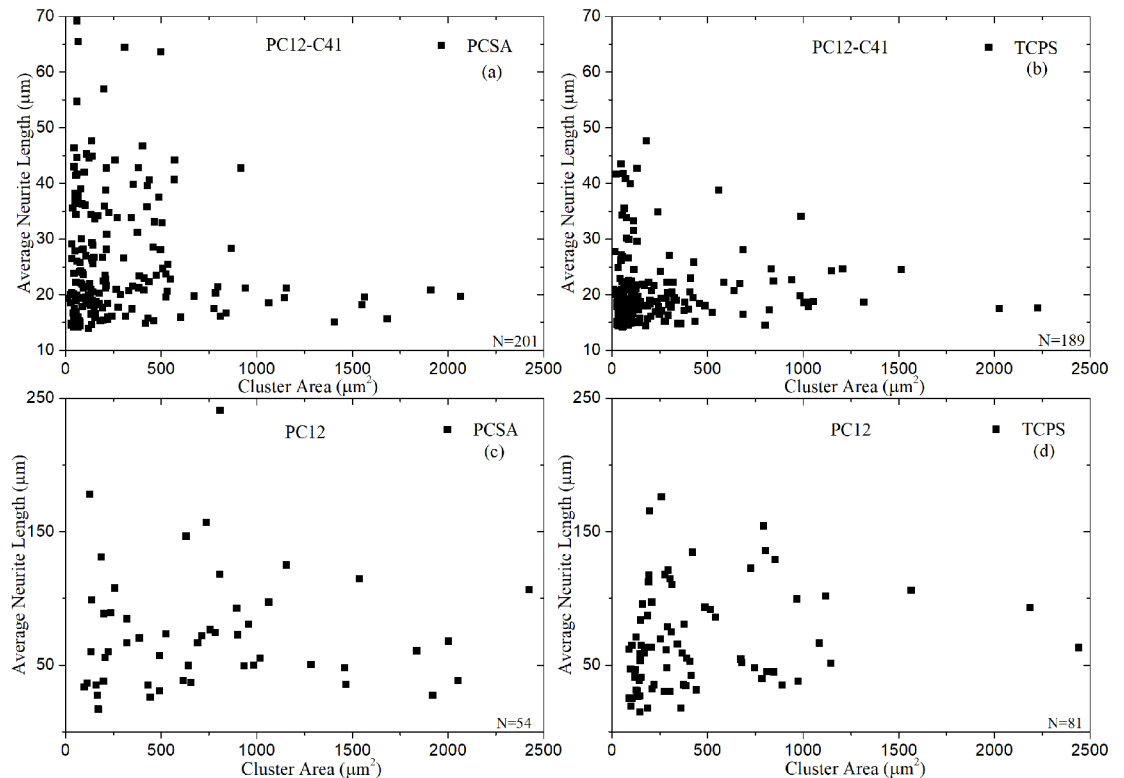 70
60
50
40
30
20
10
Average Neurite Length (μm)
PC12-C41
PCSA
(a)
N=201
0 500 1000 1500 2000 2500
Cluster Area (μm²)
70
60
50
40
30
20
10
Average Neurite Length (μm)
PC12-C41
TCPS
(b)
N=189
0 500 1000 1500 2000 2500
Cluster Area (μm²)
250
150
50
Average Neurite Length (μm)
PC12
PCSA
(c)
N=54
0 500 1000 1500 2000 2500
Cluster Area (μm²)
250
150
50
Average Neurite Length (μm)
PC12
TCPS
(d)
N=81
0 500 1000 1500 2000 2500
Cluster Area (μm²)